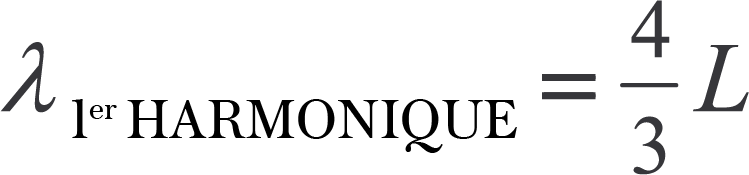 λ 1er HARMONIQUE = 4/3 L